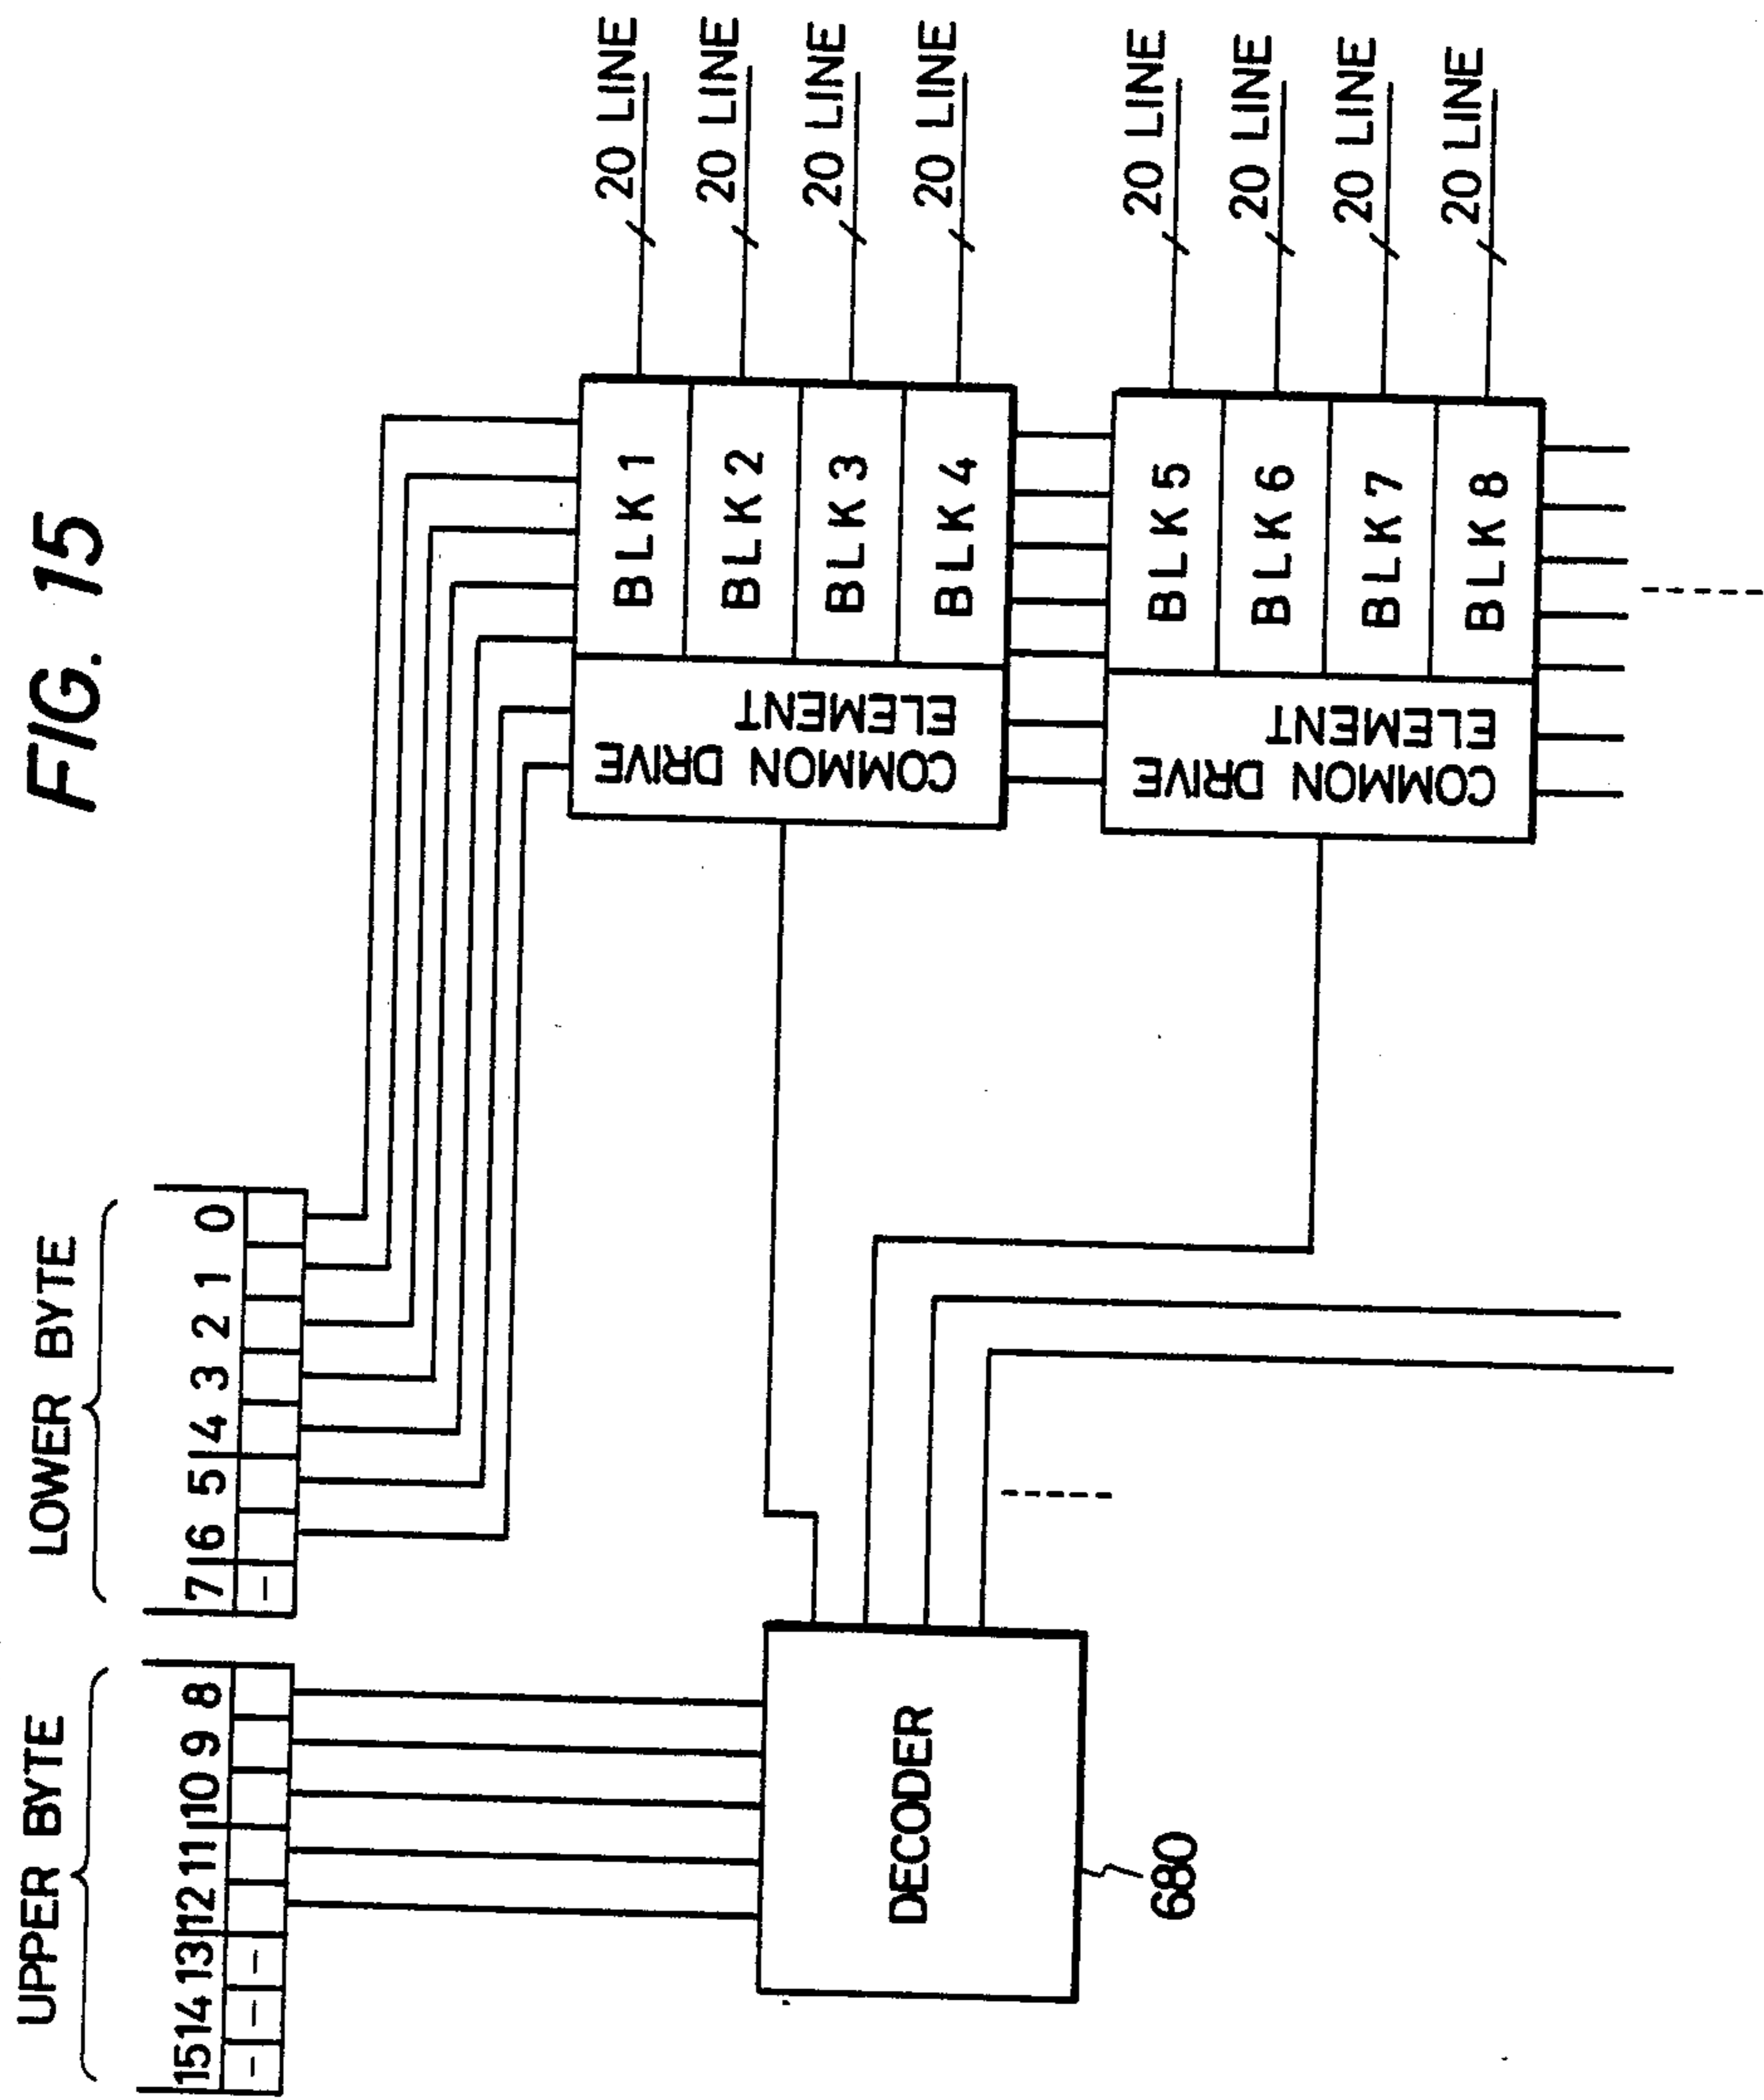 FIG. 15
UPPER BYTE
LOWER BYTE
15 14 13 12 11 10 9 8
7 6 5 4 3 2 1 0
- - -
-
DECODER
680
COMMON DRIVE
ELEMENT
BLK 1
BLK 2
BLK 3
BLK 4
20 LINE
20 LINE
20 LINE
20 LINE
COMMON DRIVE
ELEMENT
BLK 5
BLK 6
BLK 7
BLK 8
20 LINE
20 LINE
20 LINE
20 LINE